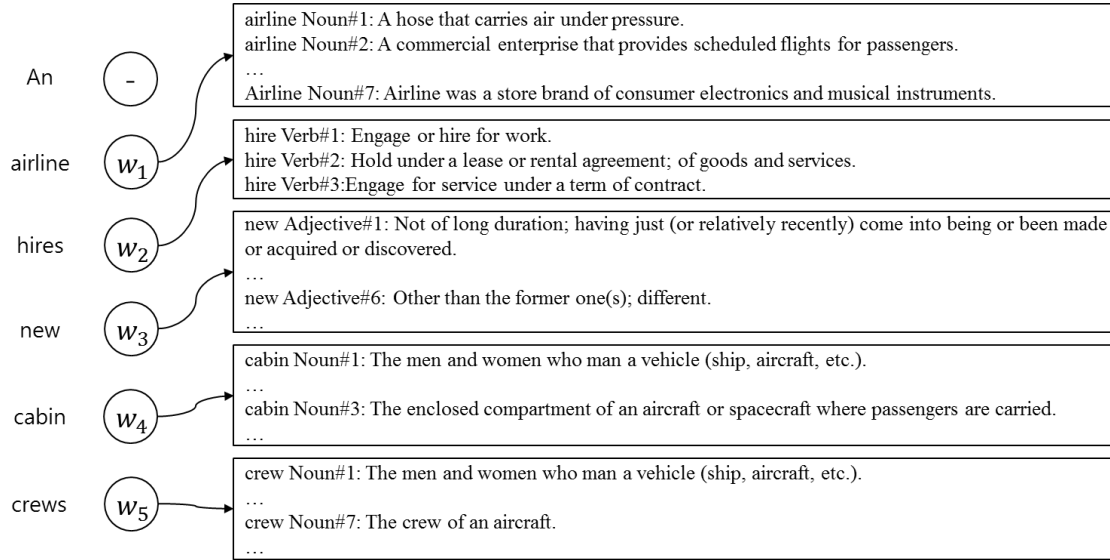 An
-
airline Noun#1: A hose that carries air under pressure.
airline Noun#2: A commercial enterprise that provides scheduled flights for passengers.
…
Airline Noun#7: Airline was a store brand of consumer electronics and musical instruments.
airline
w₁
hire Verb#1: Engage or hire for work.
hire Verb#2: Hold under a lease or rental agreement; of goods and services.
hire Verb#3:Engage for service under a term of contract.
hires
w₂
new Adjective#1: Not of long duration; having just (or relatively recently) come into being or been made
or acquired or discovered.
…
new Adjective#6: Other than the former one(s); different.
…
new
w₃
cabin Noun#1: The men and women who man a vehicle (ship, aircraft, etc.).
…
cabin Noun#3: The enclosed compartment of an aircraft or spacecraft where passengers are carried.
…
cabin
w₄
crew Noun#1: The men and women who man a vehicle (ship, aircraft, etc.).
…
crew Noun#7: The crew of an aircraft.
…
crews
w₅